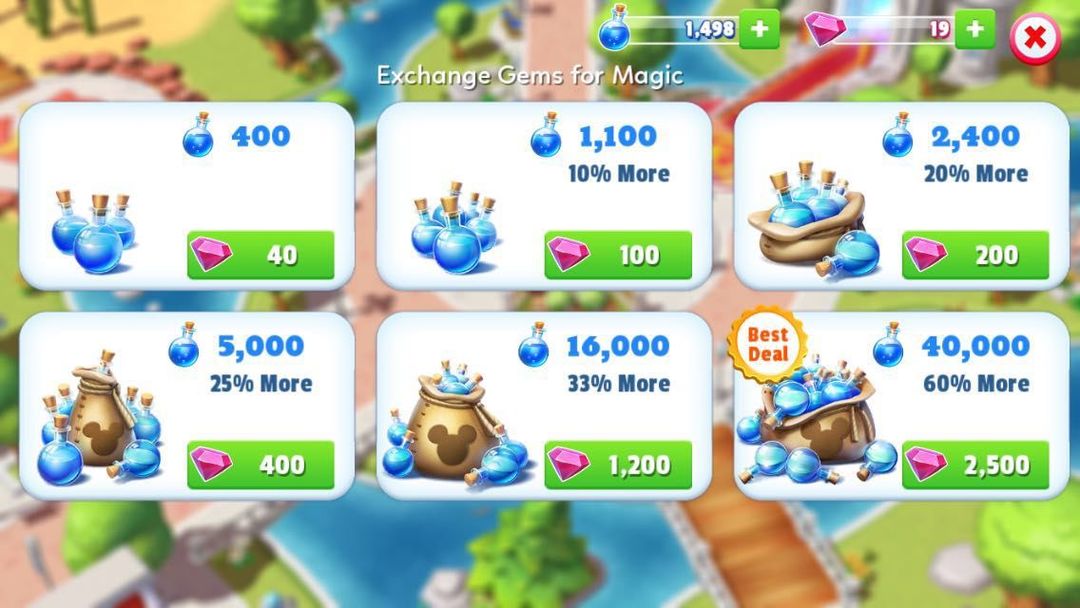 1,498
19
Exchange Gems for Magic
400
40
1,100
10% More
100
2,400
20% More
200
5,000
25% More
400
16,000
33% More
1,200
Best
Deal
40,000
60% More
2,500